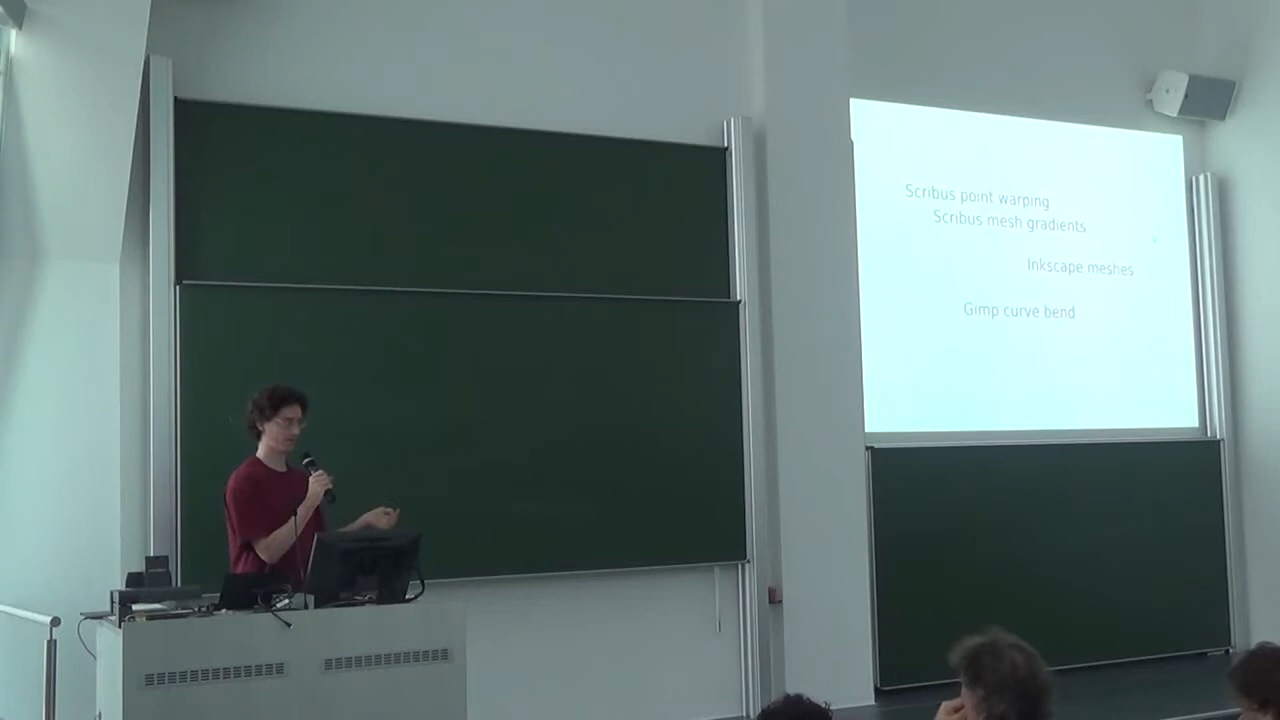 Scribus point warping
Scribus mesh gradients
Inkscape meshes
Gimp curve bend